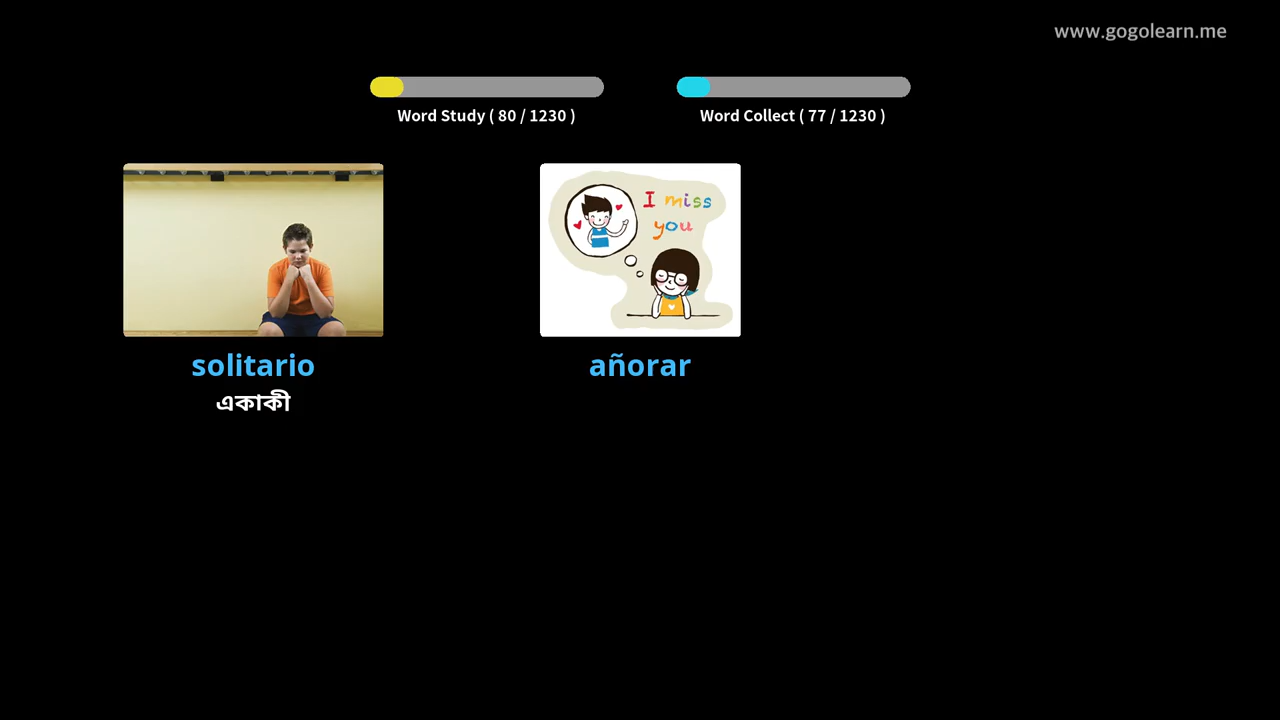 www.gogolearn.me
Word Study ( 80 / 1230 )
Word Collect ( 77 / 1230 )
I miss
you
solitario
añorar
একাকী